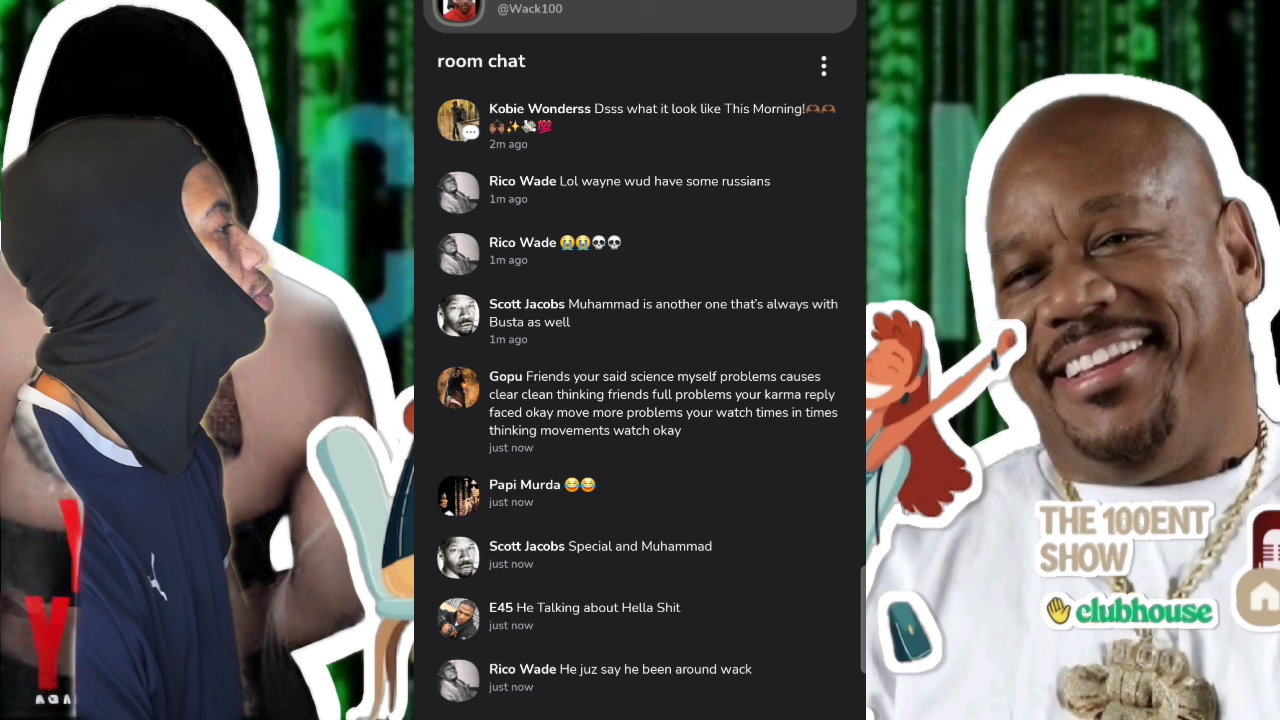 @Wack100
room chat
Kobie Wonderss Dsss what it look like This Morning!🫶🏾🫶🏾
🙌🏾✨💸💯
2m ago
Rico Wade Lol wayne wud have some russians
1m ago
Rico Wade 😭😭💀💀
1m ago
Scott Jacobs Muhammad is another one that’s always with
Busta as well
1m ago
Gopu Friends your said science myself problems causes
clear clean thinking friends full problems your karma reply
faced okay move more problems your watch times in times
thinking movements watch okay
just now
Papi Murda 😂😂
just now
Scott Jacobs Special and Muhammad
just now
E45 He Talking about Hella Shit
just now
Rico Wade He juz say he been around wack
just now
THE 100ENT
SHOW
👋 clubhouse